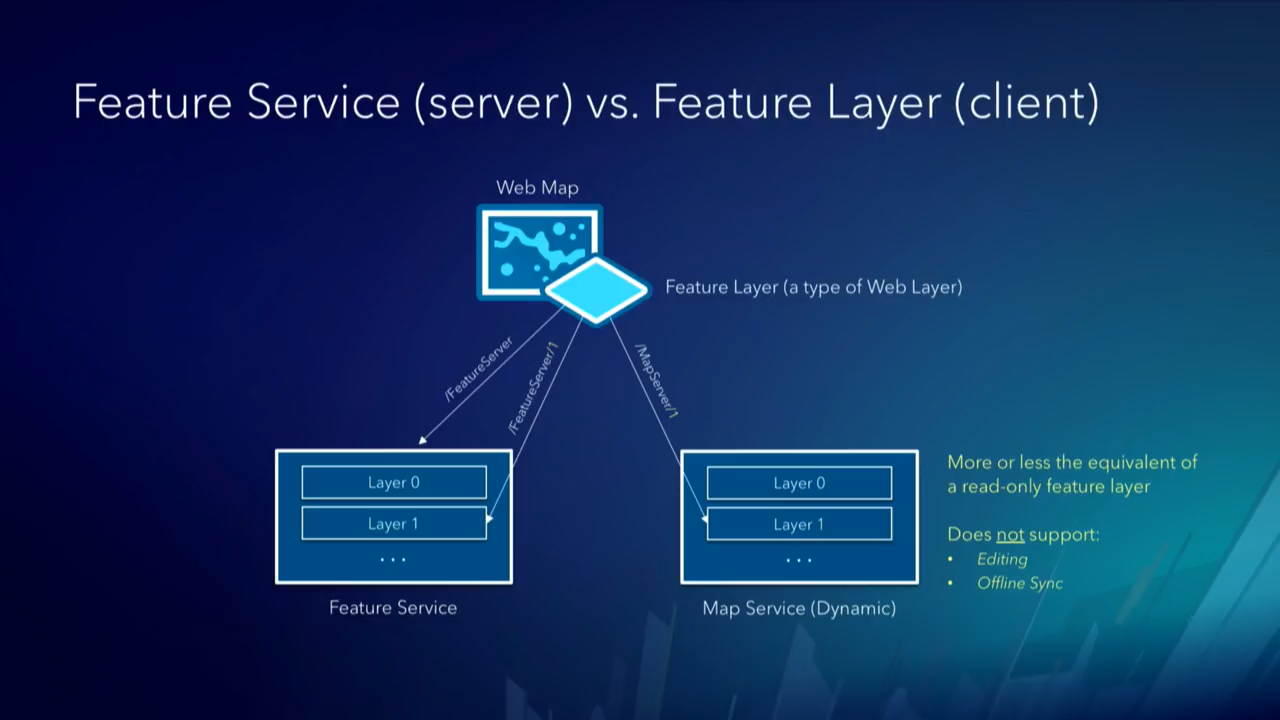 Feature Service (server) vs. Feature Layer (client)
Web Map
Feature Layer (a type of Web Layer)
/FeatureServer
/FeatureServer/1
/MapServer/1
Layer 0
Layer 1
...
Feature Service
Layer 0
Layer 1
...
Map Service (Dynamic)
More or less the equivalent of
a read-only feature layer
Does not support:
• Editing
• Offline Sync